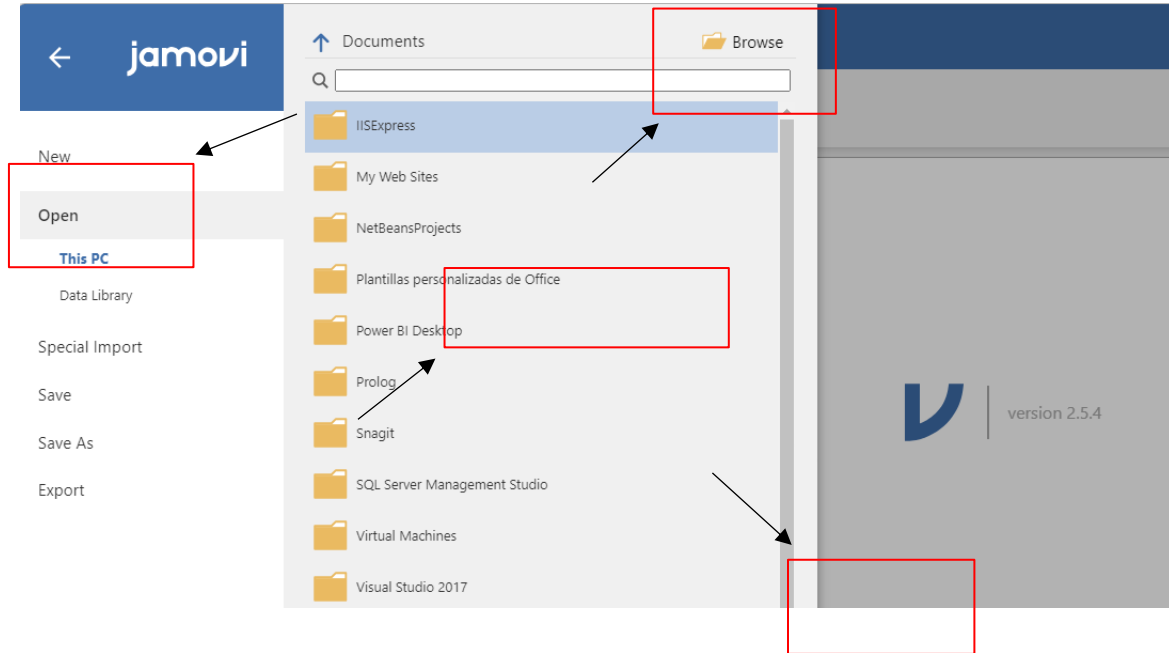 jamovi
New
Open
This PC
Data Library
Special Import
Save
Save As
Export
Documents
Browse
IISExpress
My Web Sites
NetBeansProjects
Plantillas personalizadas de Office
Power BI Desktop
Prolog
Snagit
SQL Server Management Studio
Virtual Machines
Visual Studio 2017
version 2.5.4